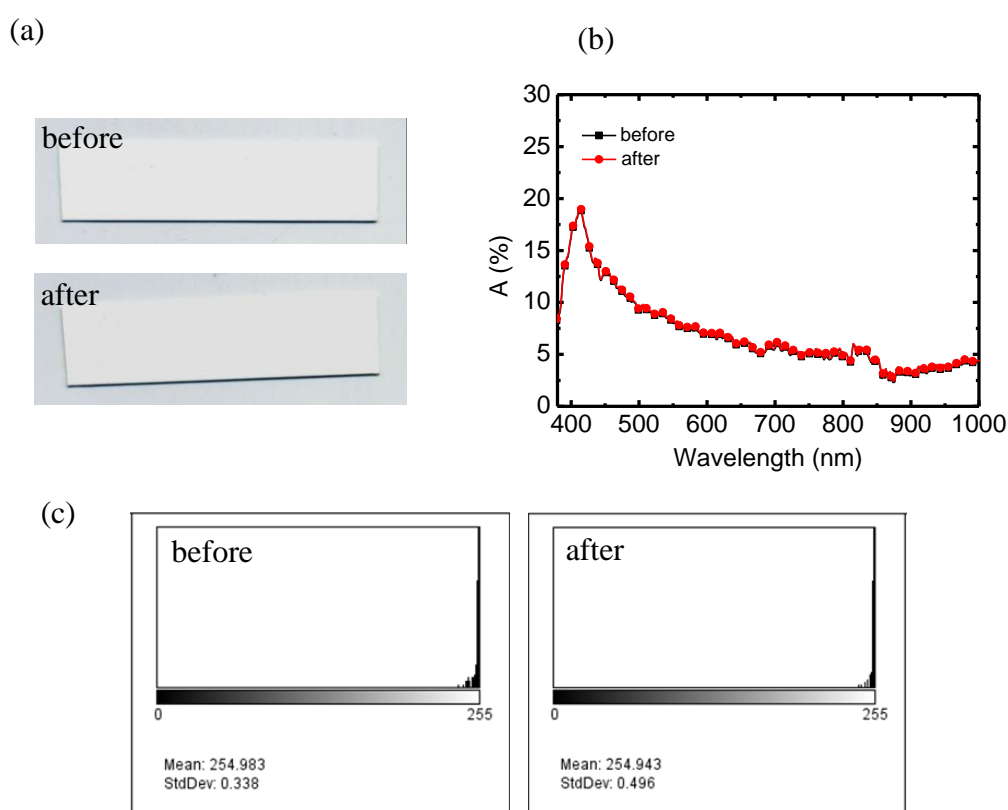 (a)
(b)
before
after
30
25
20
15
10
5
0
A (%)
before
after
400 500 600 700 800 900 1000
Wavelength (nm)
(c)
before
0 255
Mean: 254.983
StdDev: 0.338
after
0 255
Mean: 254.943
StdDev: 0.496